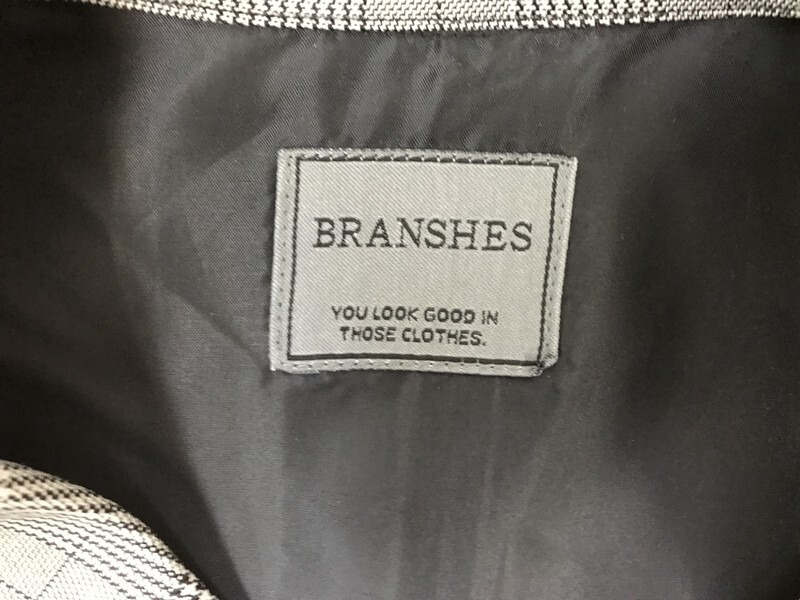 BRANSHES
YOU LOOK GOOD IN
THOSE CLOTHES.